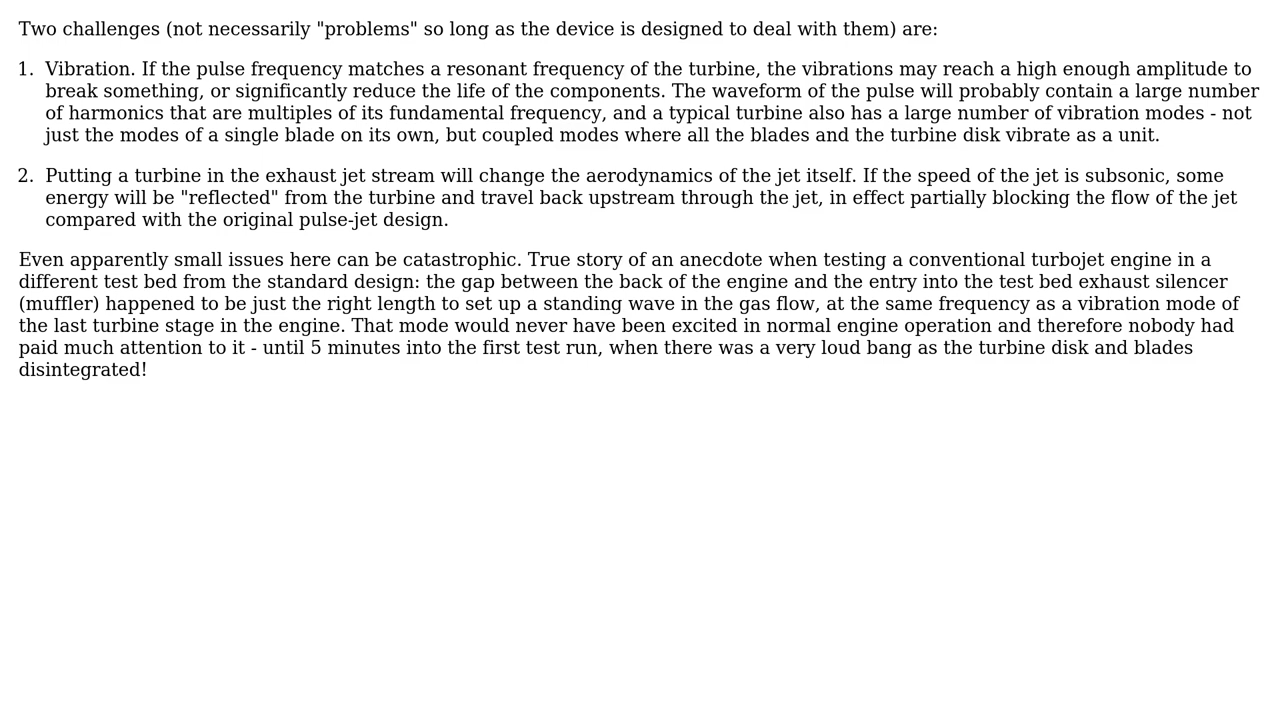 Two challenges (not necessarily "problems" so long as the device is designed to deal with them) are:
1. Vibration. If the pulse frequency matches a resonant frequency of the turbine, the vibrations may reach a high enough amplitude to
break something, or significantly reduce the life of the components. The waveform of the pulse will probably contain a large number
of harmonics that are multiples of its fundamental frequency, and a typical turbine also has a large number of vibration modes - not
just the modes of a single blade on its own, but coupled modes where all the blades and the turbine disk vibrate as a unit.
2. Putting a turbine in the exhaust jet stream will change the aerodynamics of the jet itself. If the speed of the jet is subsonic, some
energy will be "reflected" from the turbine and travel back upstream through the jet, in effect partially blocking the flow of the jet
compared with the original pulse-jet design.
Even apparently small issues here can be catastrophic. True story of an anecdote when testing a conventional turbojet engine in a
different test bed from the standard design: the gap between the back of the engine and the entry into the test bed exhaust silencer
(muffler) happened to be just the right length to set up a standing wave in the gas flow, at the same frequency as a vibration mode of
the last turbine stage in the engine. That mode would never have been excited in normal engine operation and therefore nobody had
paid much attention to it - until 5 minutes into the first test run, when there was a very loud bang as the turbine disk and blades
disintegrated!